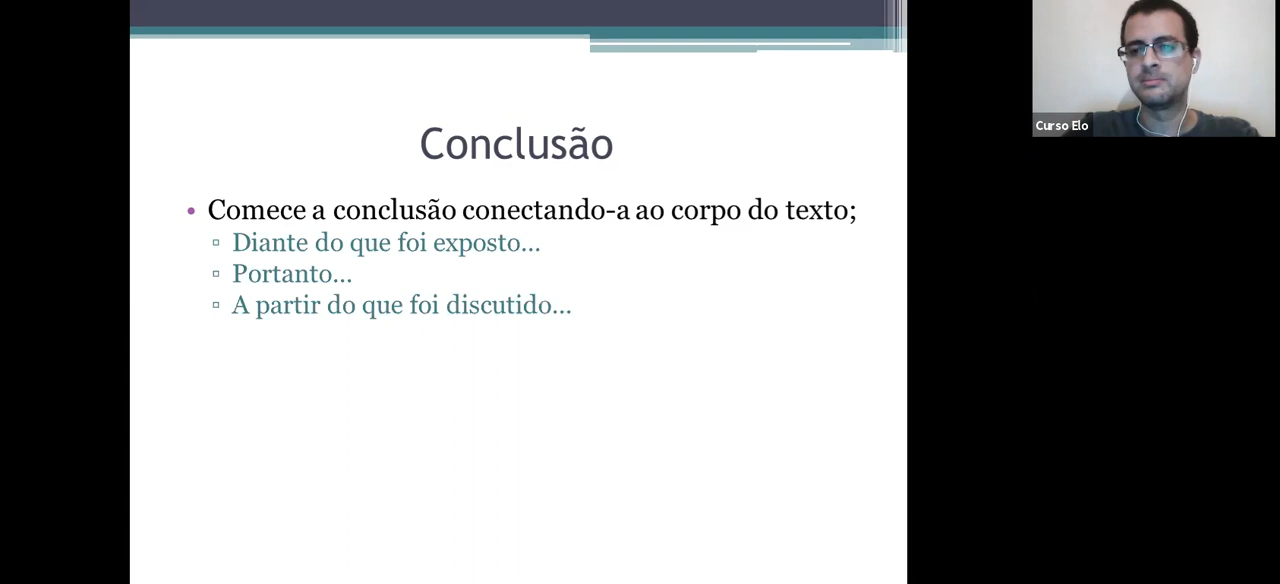 Conclusão
• Comece a conclusão conectando-a ao corpo do texto;
▫ Diante do que foi exposto...
▫ Portanto...
▫ A partir do que foi discutido...
Curso Elo